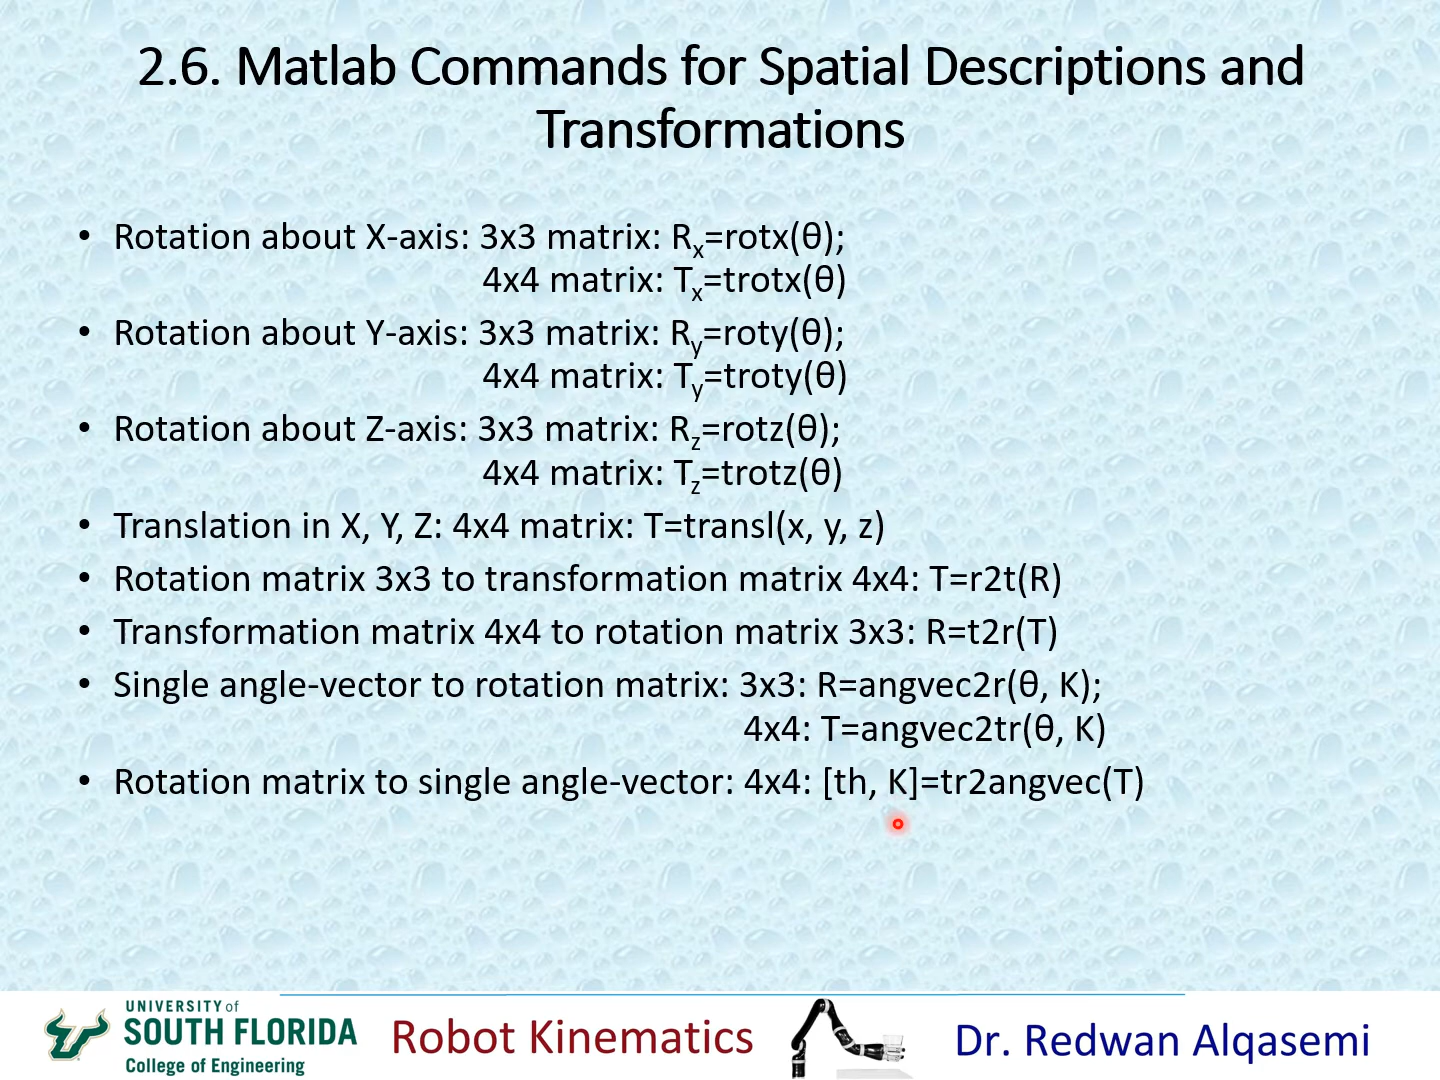 2.6. Matlab Commands for Spatial Descriptions and
Transformations
• Rotation about X-axis: 3x3 matrix: Rx=rotx(θ);
4x4 matrix: Tx=trotx(θ)
• Rotation about Y-axis: 3x3 matrix: Ry=roty(θ);
4x4 matrix: Ty=troty(θ)
• Rotation about Z-axis: 3x3 matrix: Rz=rotz(θ);
4x4 matrix: Tz=trotz(θ)
• Translation in X, Y, Z: 4x4 matrix: T=transl(x, y, z)
• Rotation matrix 3x3 to transformation matrix 4x4: T=r2t(R)
• Transformation matrix 4x4 to rotation matrix 3x3: R=t2r(T)
• Single angle-vector to rotation matrix: 3x3: R=angvec2r(θ, K);
4x4: T=angvec2tr(θ, K)
• Rotation matrix to single angle-vector: 4x4: [th, K]=tr2angvec(T)
UNIVERSITY of
SOUTH FLORIDA
College of Engineering
Robot Kinematics
Dr. Redwan Alqasemi